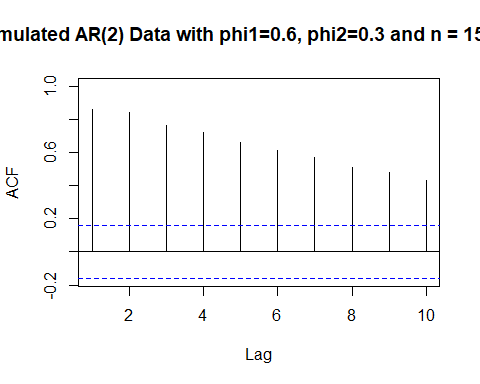 mulated AR(2) Data with phi1=0.6, phi2=0.3 and n = 15
ACF
1.0
0.6
0.2
-0.2
2 4 6 8 10
Lag